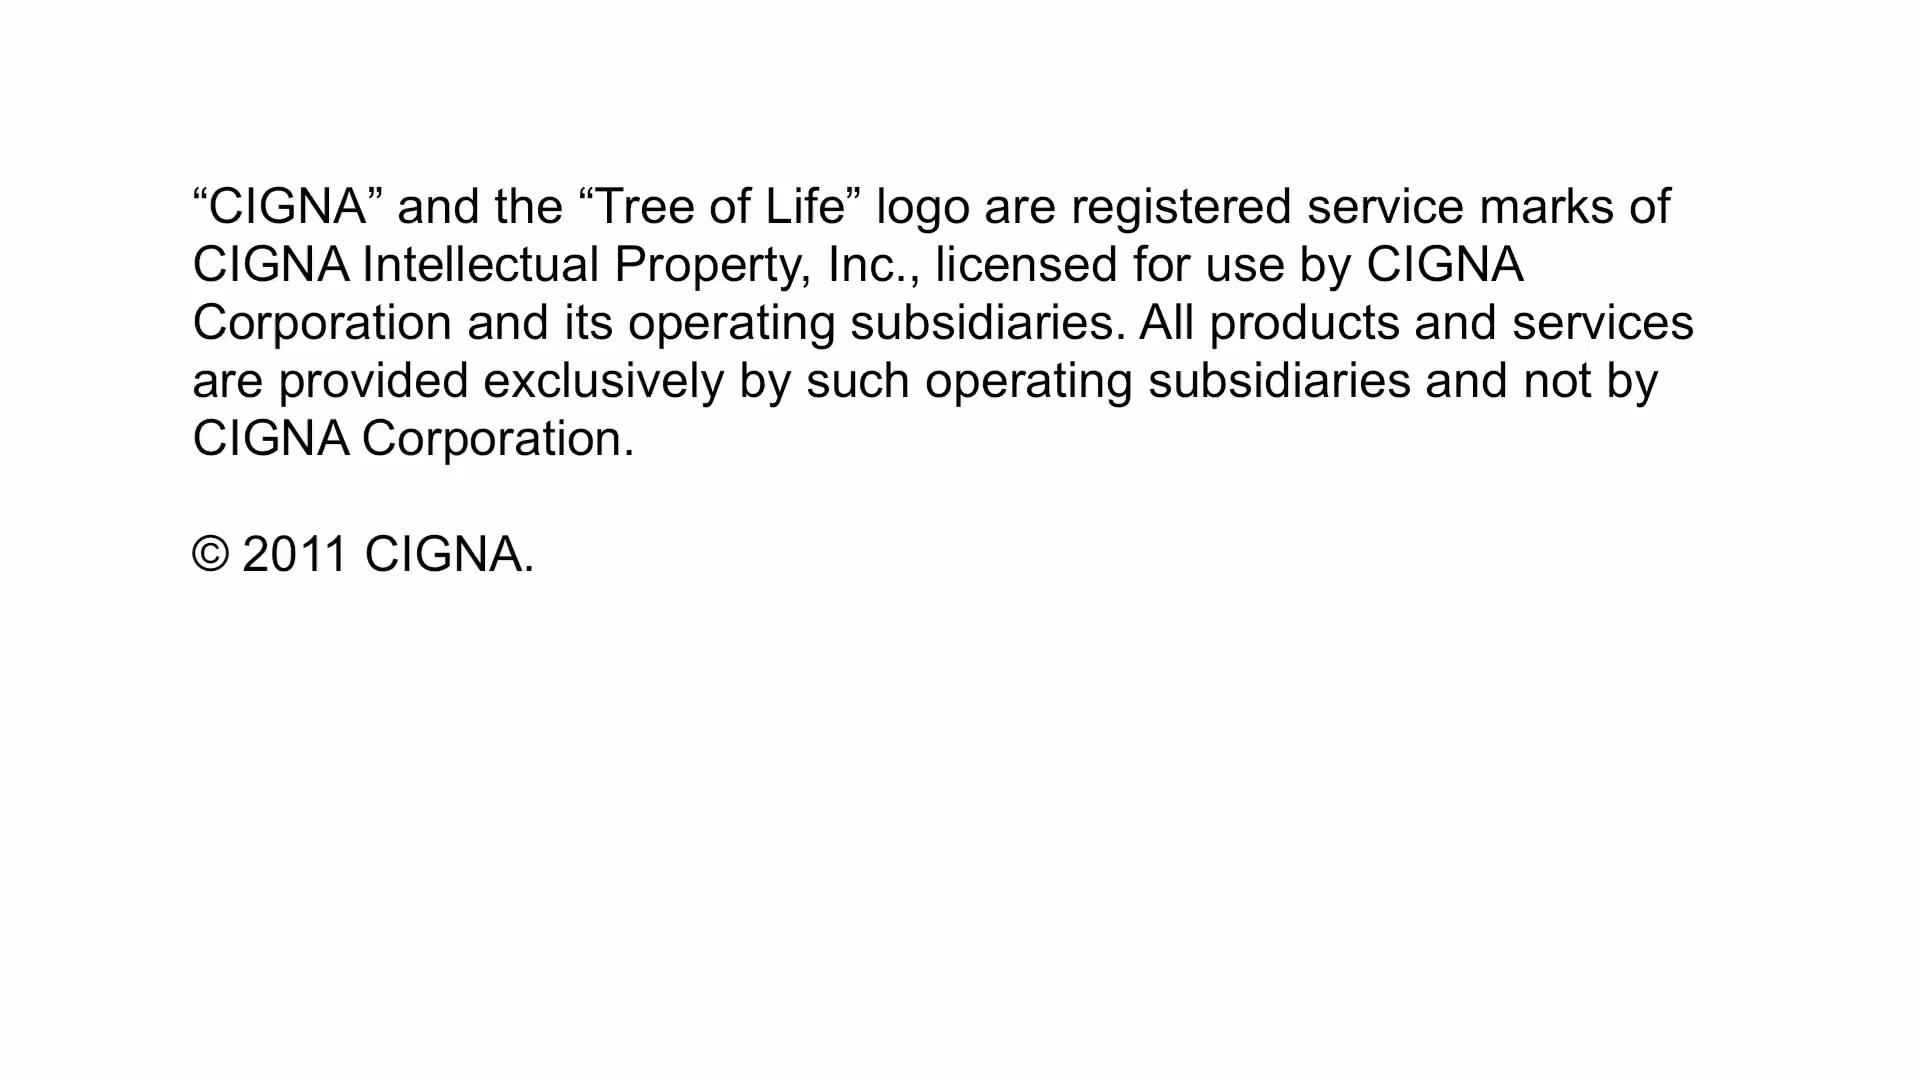 “CIGNA” and the “Tree of Life” logo are registered service marks of
CIGNA Intellectual Property, Inc., licensed for use by CIGNA
Corporation and its operating subsidiaries. All products and services
are provided exclusively by such operating subsidiaries and not by
CIGNA Corporation.
© 2011 CIGNA.